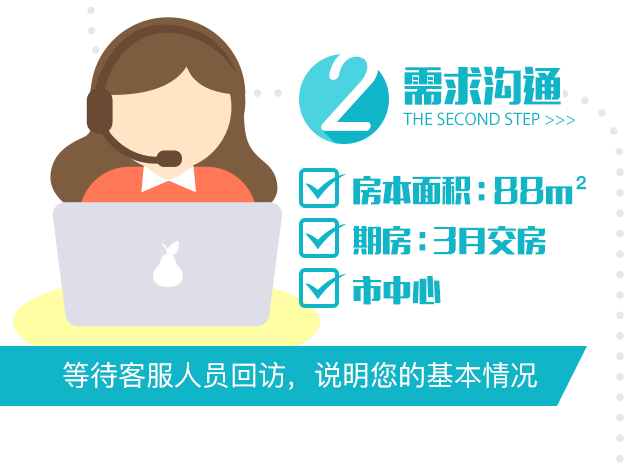 2
需求沟通
THE SECOND STEP >>>
房本面积：88m²
期房：3月交房
市中心
等待客服人员回访，说明您的基本情况